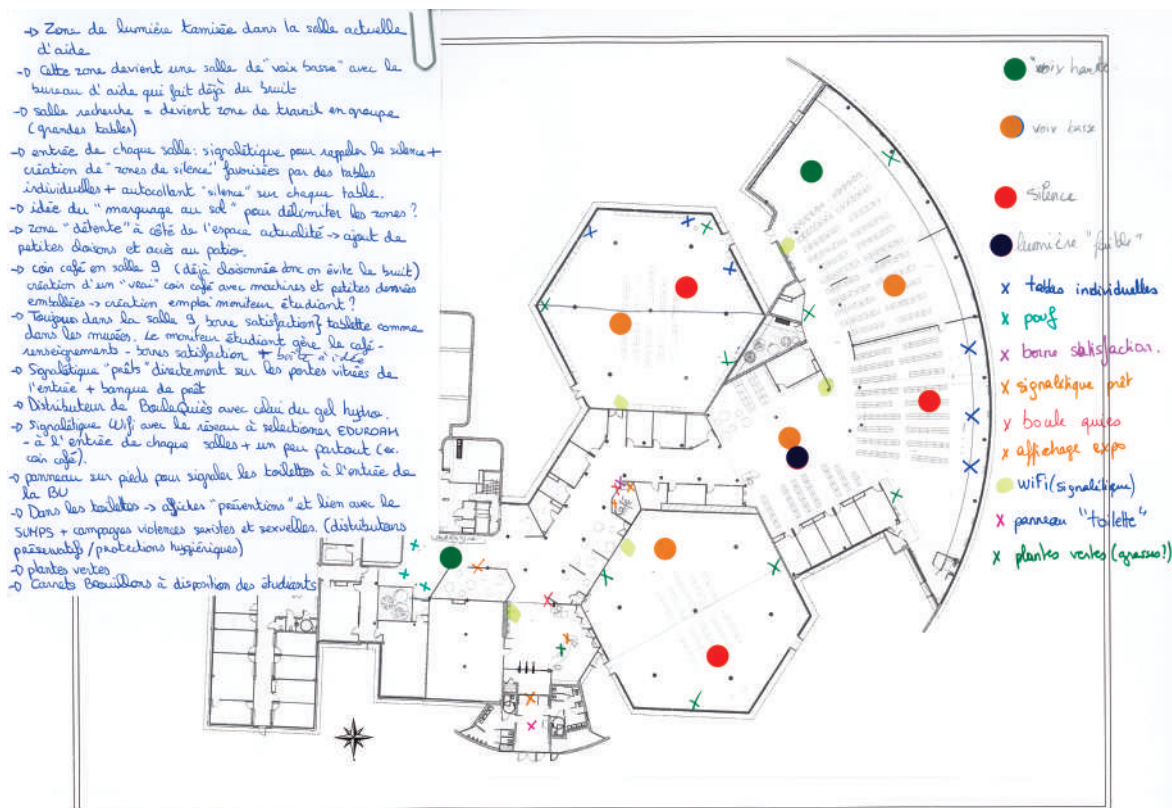 -> Zone de lumière tamisée dans la salle actuelle
d'aide
-> Cette zone devient une salle de "voix basse" avec le
bureau d'aide qui fait déjà du bruit
-> salle recherche = devient zone de travail en groupe
(grandes tables)
-> entrée de chaque salle : signalétique pour rappeler le silence +
création de "zones de silence" favorisées par des tables
individuelles + autocollant "silence" sur chaque table.
-> idée du "marquage au sol" pour délimiter les zones ?
-> zone "détente" à côté de l'espace actualité -> ajout de
petites cloisons et accès au patio.
-> coin café en salle 9 (déjà cloisonnée donc on évite le bruit)
création d'un "vrai" coin café avec machines et petites denrées
emballées -> création emploi moniteur étudiant ?
-> Toujours dans la salle 9 borne satisfaction } tablette comme
dans les musées. Le moniteur étudiant gère le café -
renseignements - bornes satisfaction + boîte à idée
-> Signalétique "prêts" directement sur les portes vitrées de
l'entrée + banque de prêt
-> Distributeur de Boule Quiès avec celui du gel hydro.
-> signalétique Wifi avec le réseau à selectionner EDUROAM
- à l'entrée de chaque salles + un peu partout (ex.
coin café).
-> panneau sur pieds pour signaler les toilettes à l'entrée de
la BU
-> Dans les toilettes -> affiches "préventions" et lien avec le
SUMPS + campagnes violences sexistes et sexuelles. (distributeurs
préservatifs / protections hygiéniques)
-> plantes vertes
-> Carnets Brouillons à disposition des étudiants
"voix haute"
voix basse
silence
lumière "faible"
x tables individuelles
x pouf
x borne satisfaction.
x signalétique prêt
x boule quies
x affichage expos
wiFi (signalétique)
x panneau "toilette"
x plantes vertes (grasses!)